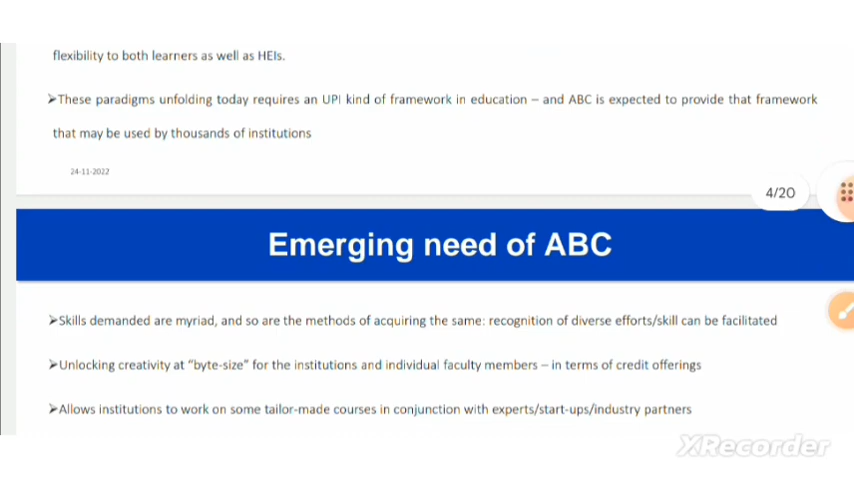 flexibility to both learners as well as HEIs.
➢These paradigms unfolding today requires an UPI kind of framework in education – and ABC is expected to provide that framework
that may be used by thousands of institutions
24-11-2022
4/20
Emerging need of ABC
➢Skills demanded are myriad, and so are the methods of acquiring the same: recognition of diverse efforts/skill can be facilitated
➢Unlocking creativity at “byte-size” for the institutions and individual faculty members – in terms of credit offerings
➢Allows institutions to work on some tailor-made courses in conjunction with experts/start-ups/industry partners
XRecorder